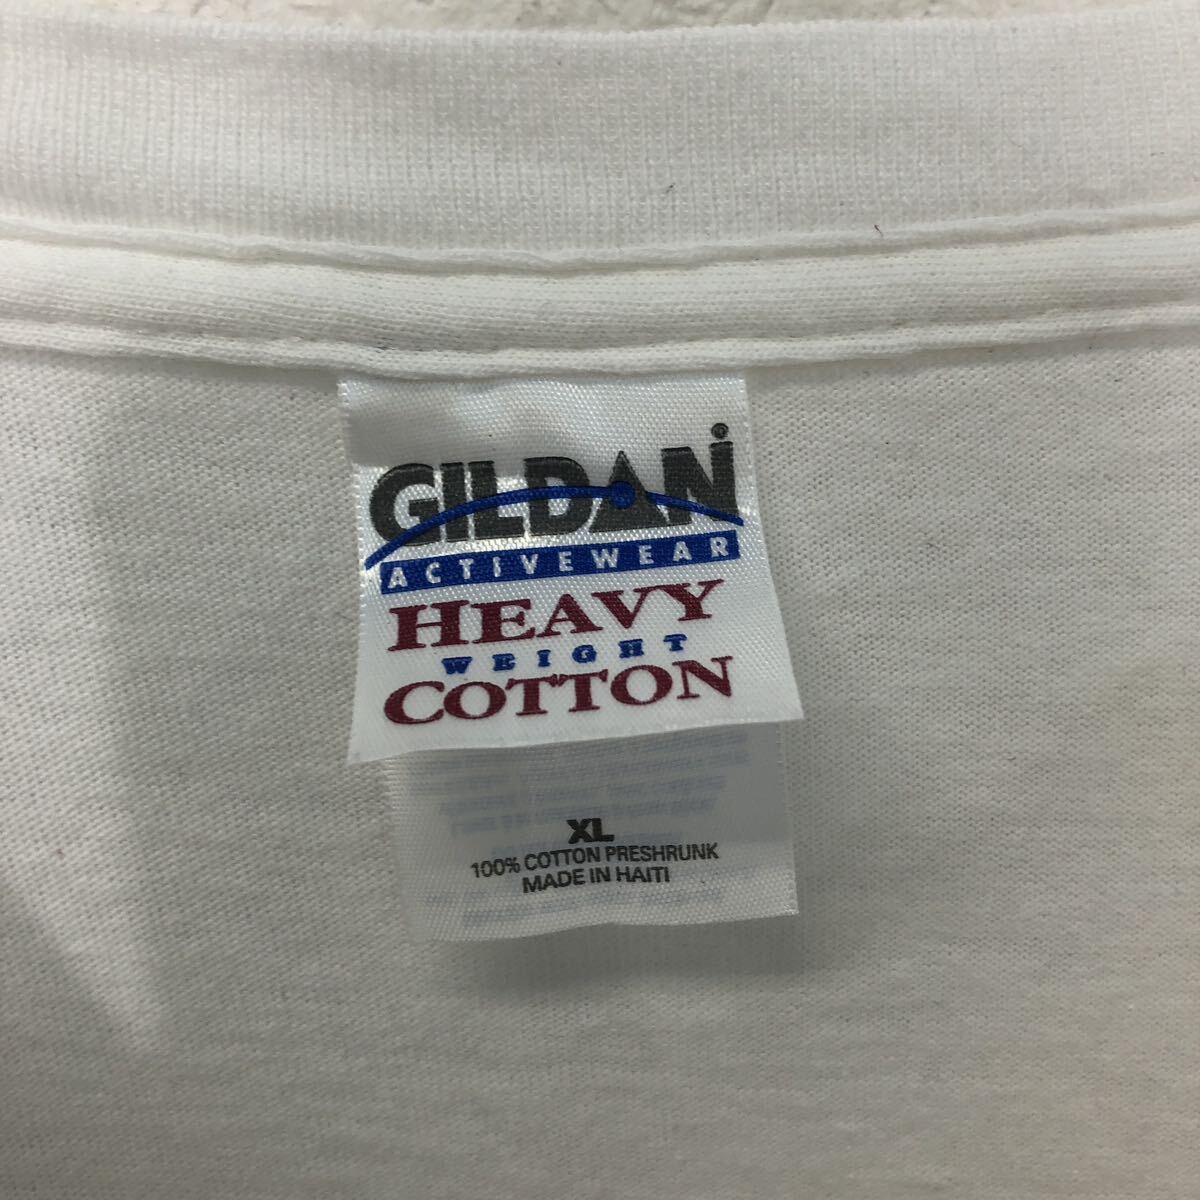 GILDAN®
ACTIVEWEAR
HEAVY
WEIGHT
COTTON
XL
100% COTTON PRESHRUNK
MADE IN HAITI